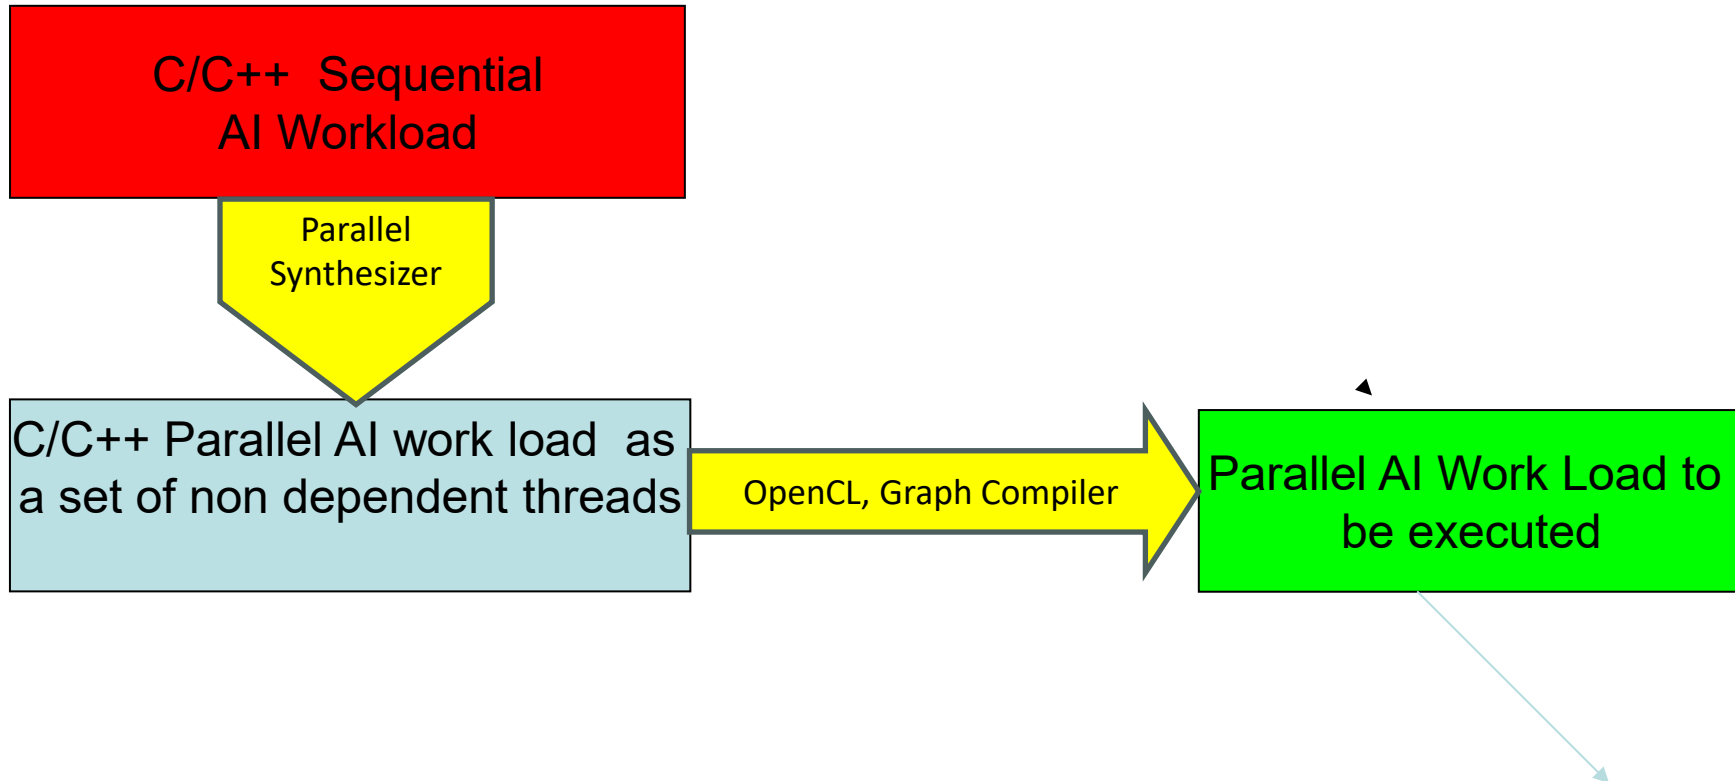 C/C++  Sequential
AI Workload
Parallel
Synthesizer
C/C++ Parallel AI work load  as
a set of non dependent threads
OpenCL, Graph Compiler
Parallel AI Work Load to
be executed